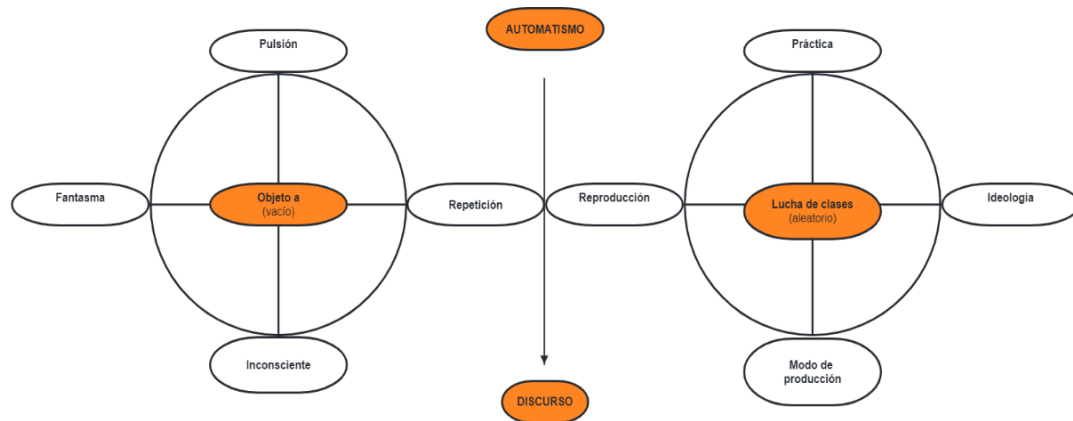 AUTOMATISMO
Pulsión
Práctica
Fantasma
Objeto a
(vacío)
Repetición
Reproducción
Lucha de clases
(aleatorio)
Ideología
Inconsciente
Modo de
producción
DISCURSO